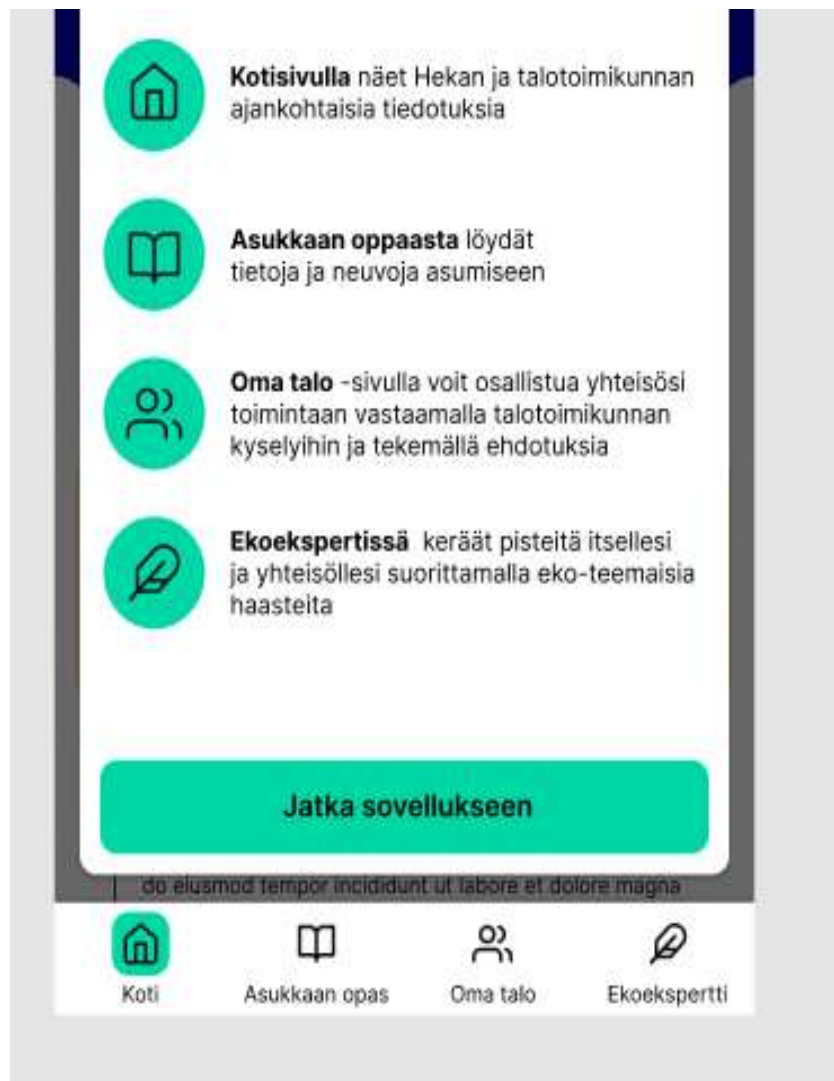 Kotisivulla näet Hekan ja talotoimikunnan
ajankohtaisia tiedotuksia
Asukkaan oppaasta löydät
tietoja ja neuvoja asumiseen
Oma talo -sivulla voit osallistua yhteisösi
toimintaan vastaamalla talotoimikunnan
kyselyihin ja tekemällä ehdotuksia
Ekoekspertissä keräät pisteitä itsellesi
ja yhteisöllesi suorittamalla eko-teemaisia
haasteita
Jatka sovellukseen
do eiusmod tempor incididunt ut labore et dolore magna
Koti
Asukkaan opas
Oma talo
Ekoekspertti